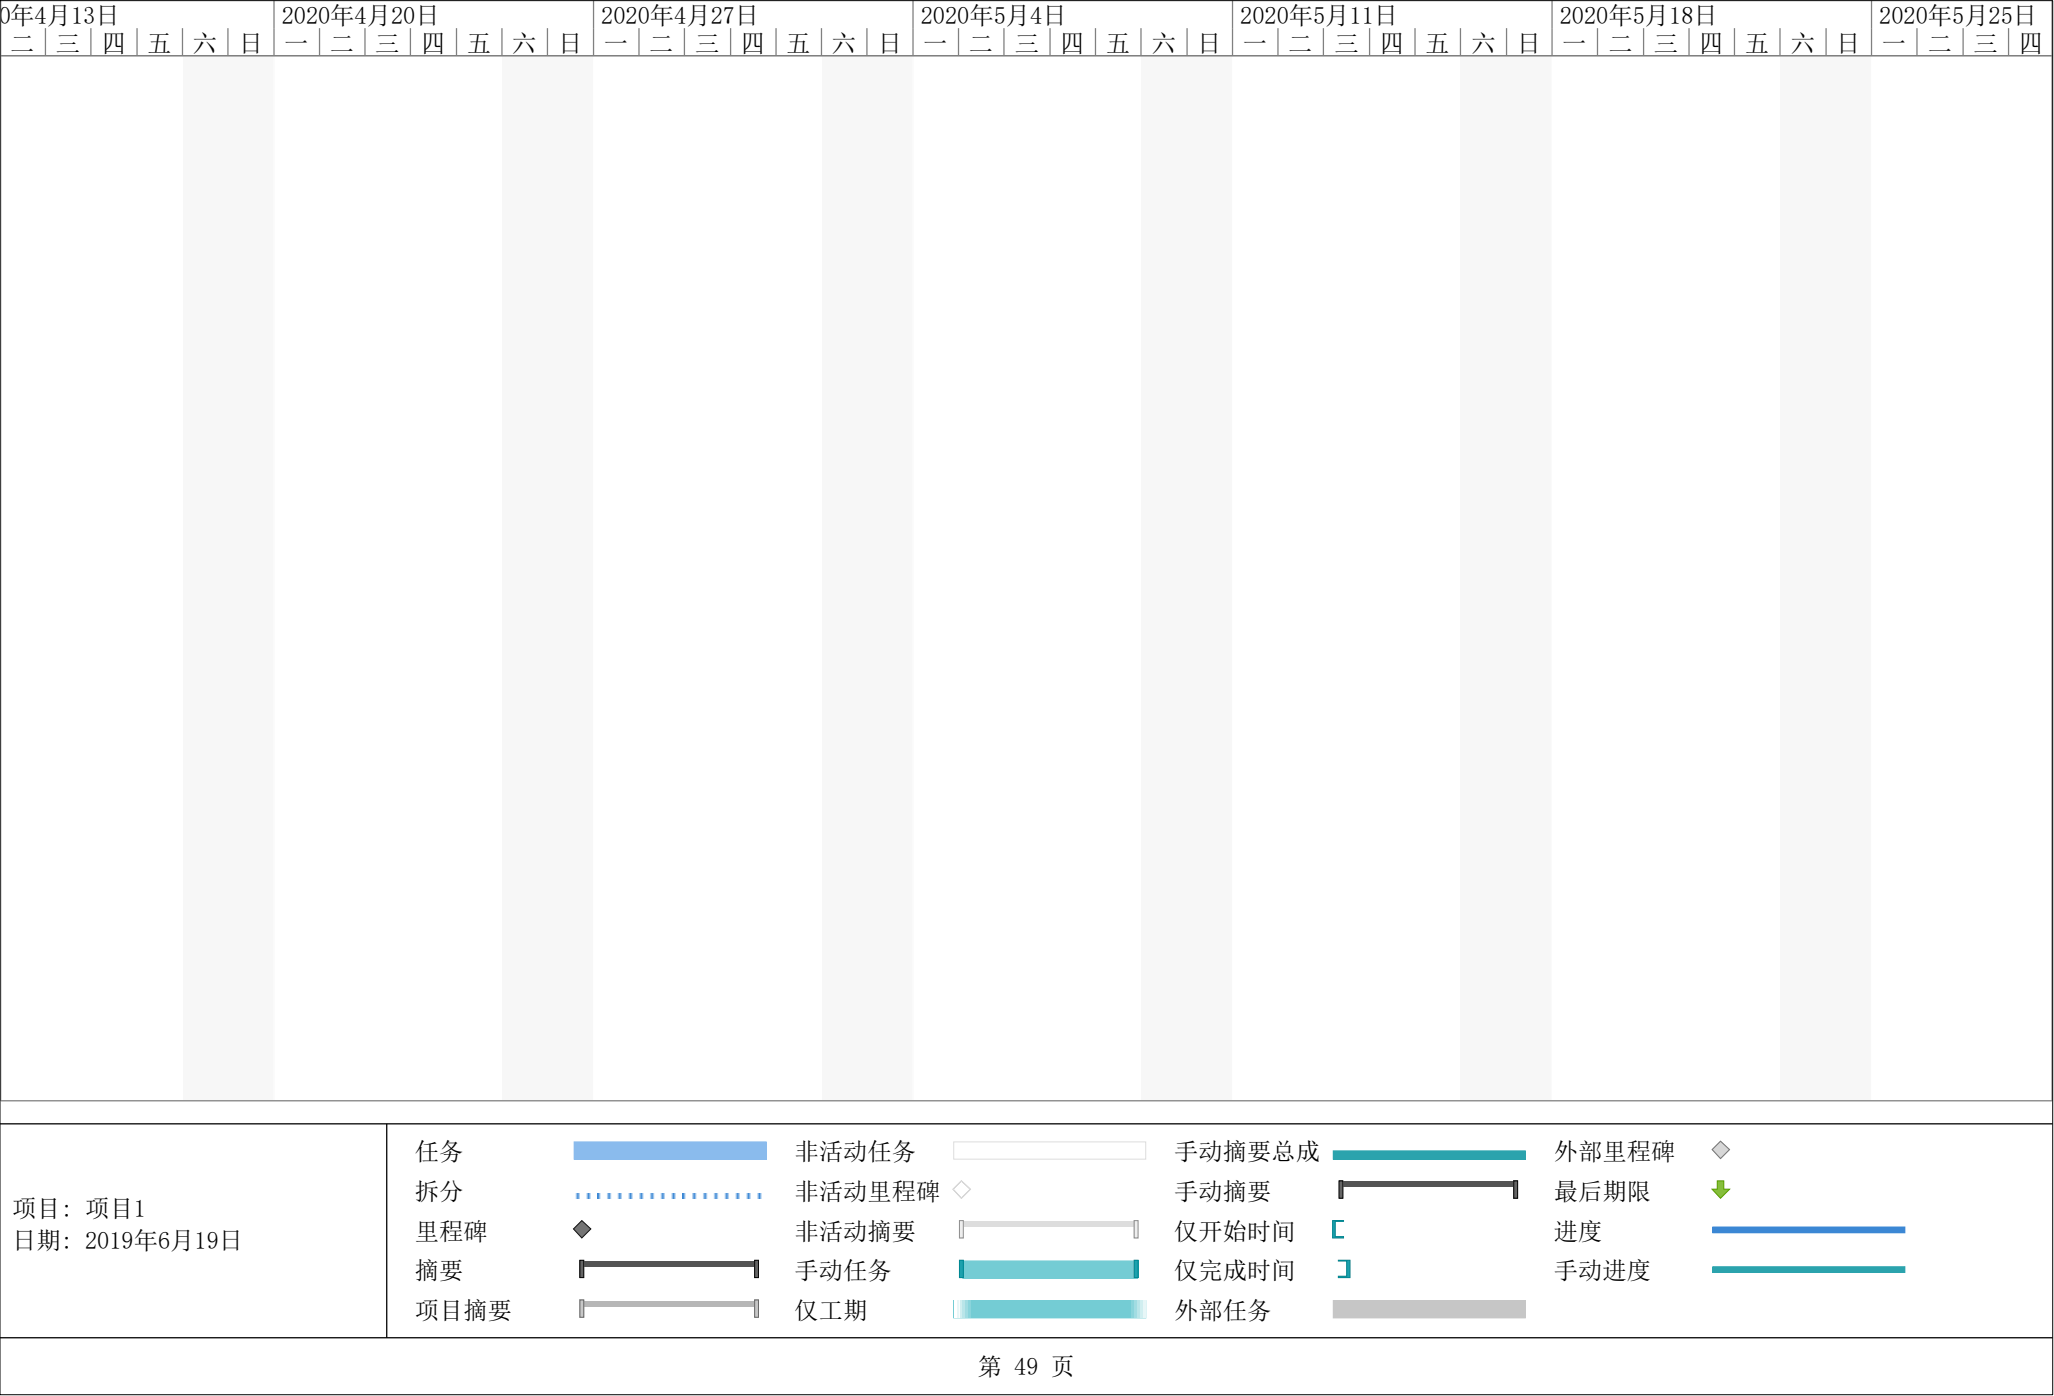 0年4月13日 2020年4月20日 2020年4月27日 2020年5月4日 2020年5月11日 2020年5月18日 2020年5月25日
二 三 四 五 六 日 一 二 三 四 五 六 日 一 二 三 四 五 六 日 一 二 三 四 五 六 日 一 二 三 四 五 六 日 一 二 三 四 五 六 日 一 二 三 四
项目: 项目1
日期: 2019年6月19日
任务
拆分
里程碑
摘要
项目摘要
非活动任务
非活动里程碑
非活动摘要
手动任务
仅工期
手动摘要总成
手动摘要
仅开始时间
仅完成时间
外部任务
外部里程碑
最后期限
进度
手动进度
第 49 页